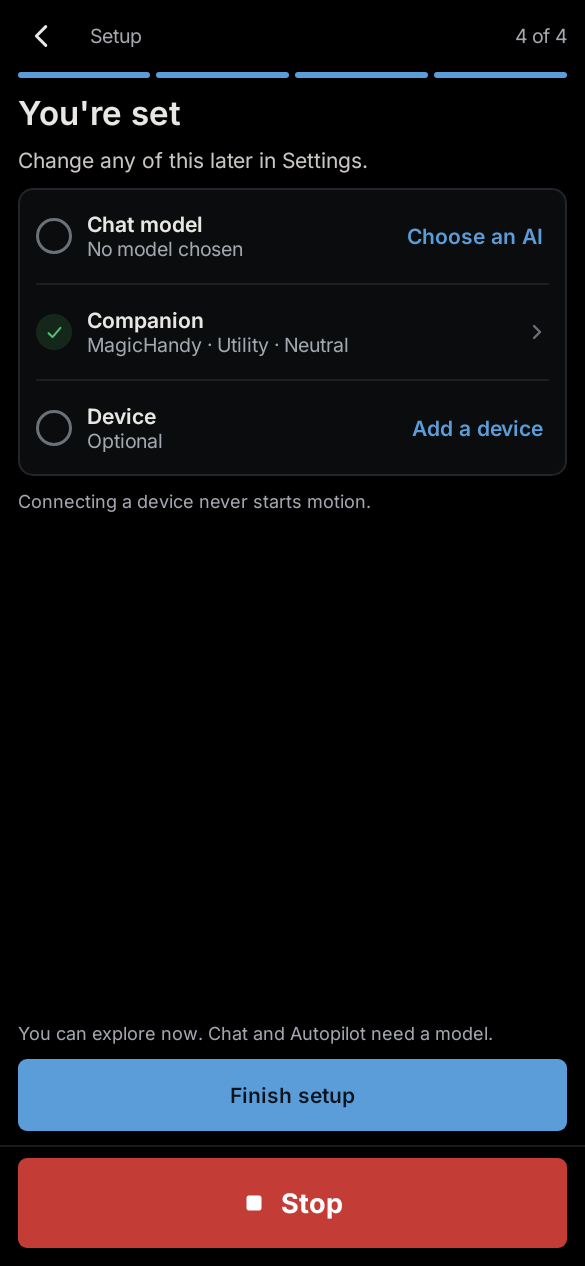 Setup
4 of 4
You're set
Change any of this later in Settings.
Chat model
No model chosen
Choose an AI
Companion
MagicHandy · Utility · Neutral
Device
Optional
Add a device
Connecting a device never starts motion.
You can explore now. Chat and Autopilot need a model.
Finish setup
Stop